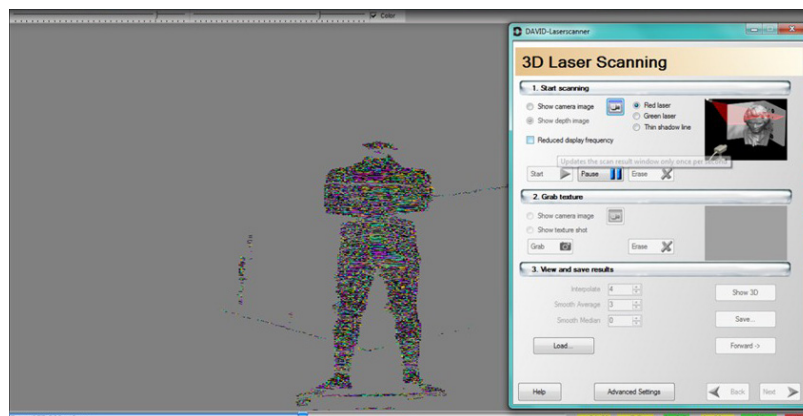 Color
DAVID-Laserscanner
3D Laser Scanning
1. Start scanning
Show camera image
Red laser
Show depth image
Green laser
Thin shadow line
Reduced display frequency
Updates the scan result window only once per second
Start Pause Erase
2. Grab texture
Show camera image
Show texture shot
Grab Erase
3. View and save results
Interpolate 4
Show 3D
Smooth Average 3
Smooth Median 0
Save...
Load...
Forward ->
Help Advanced Settings Back Next